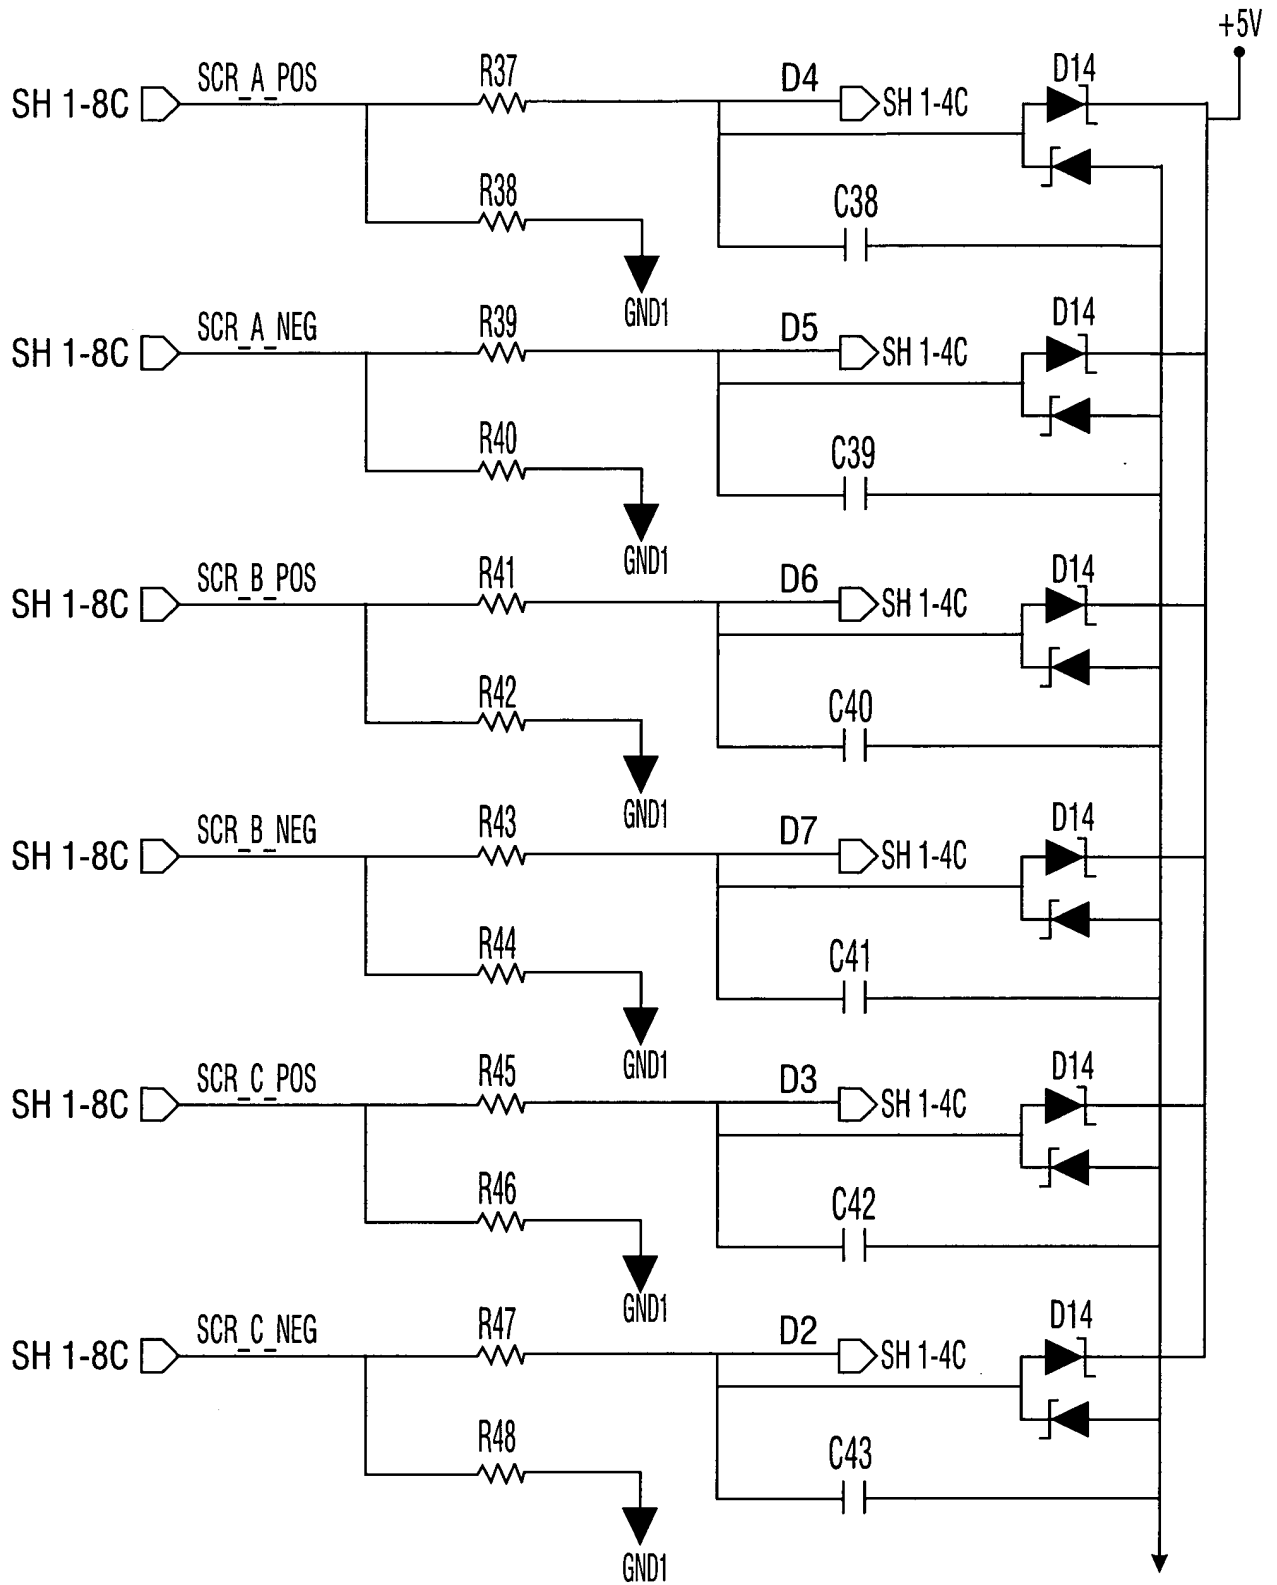 +5V
SCR_A_POS R37 D4 D14
SH 1-8C SH 1-4C
R38 C38
GND1
SCR_A_NEG R39 D5 D14
SH 1-8C SH 1-4C
R40 C39
GND1
SCR_B_POS R41 D6 D14
SH 1-8C SH 1-4C
R42 C40
GND1
SCR_B_NEG R43 D7 D14
SH 1-8C SH 1-4C
R44 C41
GND1
SCR_C_POS R45 D3 D14
SH 1-8C SH 1-4C
R46 C42
GND1
SCR_C_NEG R47 D2 D14
SH 1-8C SH 1-4C
R48 C43
GND1